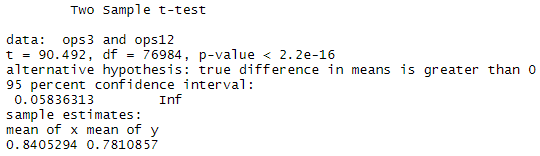 Two Sample t-test
data: ops3 and ops12
t = 90.492, df = 76984, p-value < 2.2e-16
alternative hypothesis: true difference in means is greater than 0
95 percent confidence interval:
0.05836313 Inf
sample estimates:
mean of x mean of y
0.8405294 0.7810857